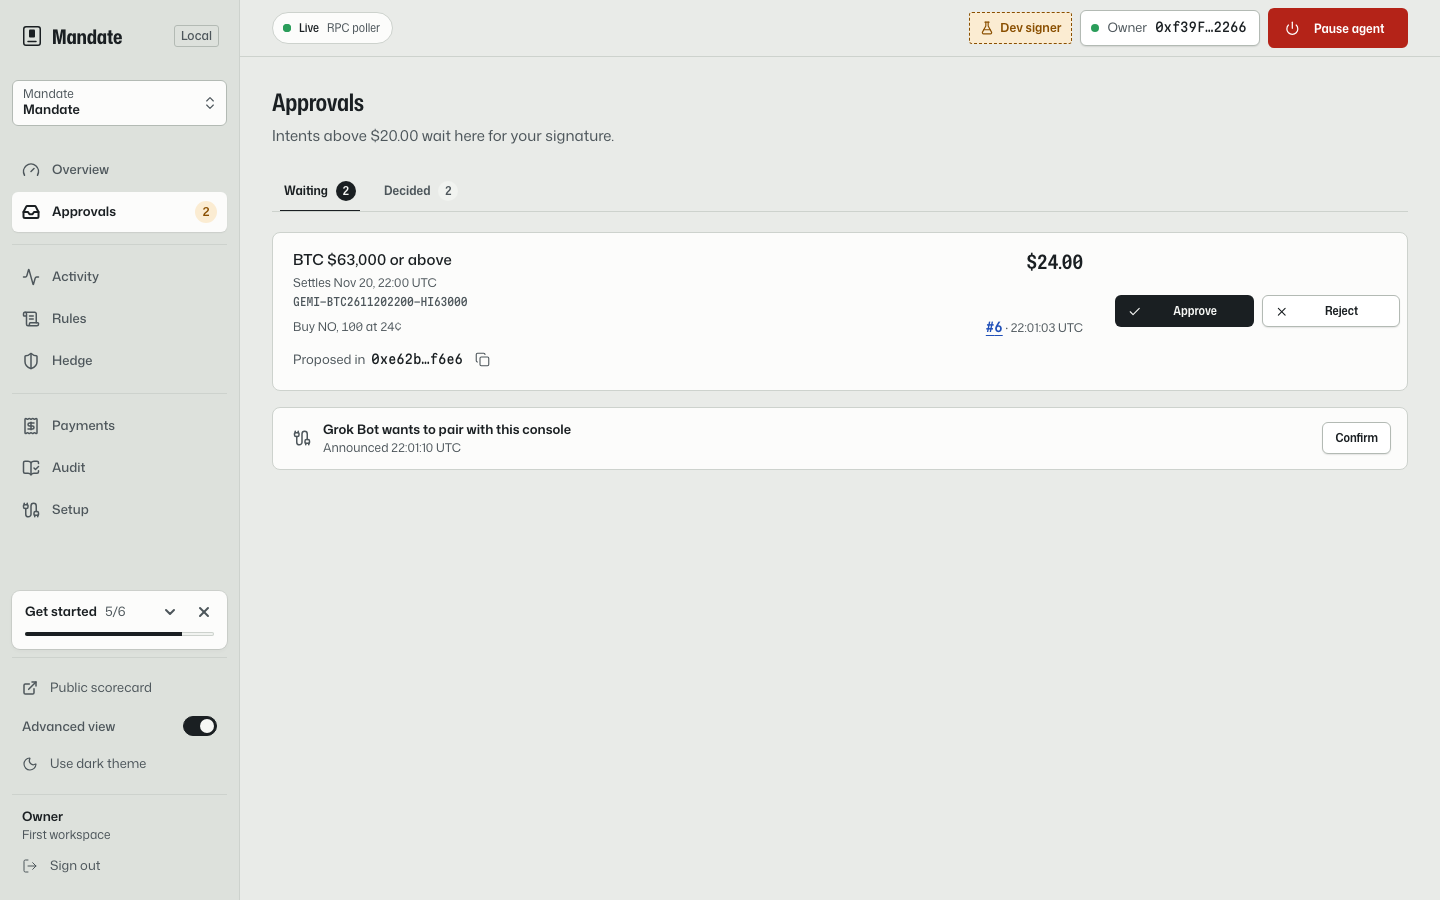 Mandate
Local
Mandate
Mandate
Overview
Approvals
2
Activity
Rules
Hedge
Payments
Audit
Setup
Get started 5/6
Public scorecard
Advanced view
Use dark theme
Owner
First workspace
Sign out
Live RPC poller
Dev signer
Owner 0xf39F…2266
Pause agent
Approvals
Intents above $20.00 wait here for your signature.
Waiting 2
Decided 2
BTC $63,000 or above
$24.00
Settles Nov 20, 22:00 UTC
GEMI-BTC2611202200-HI63000
Buy NO, 100 at 24¢
#6 · 22:01:03 UTC
Proposed in 0xe62b…f6e6
Approve
Reject
Grok Bot wants to pair with this console
Announced 22:01:10 UTC
Confirm